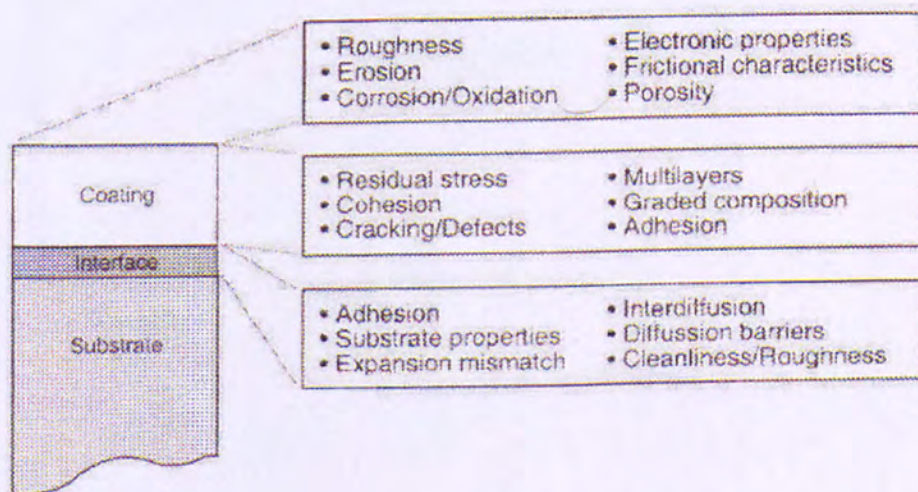 • Roughness
• Erosion
• Corrosion/Oxidation
• Electronic properties
• Frictional characteristics
• Porosity
Coating
• Residual stress
• Cohesion
• Cracking/Defects
• Multilayers
• Graded composition
• Adhesion
Interface
Substrate
• Adhesion
• Substrate properties
• Expansion mismatch
• Interdiffusion
• Diffussion barriers
• Cleanliness/Roughness